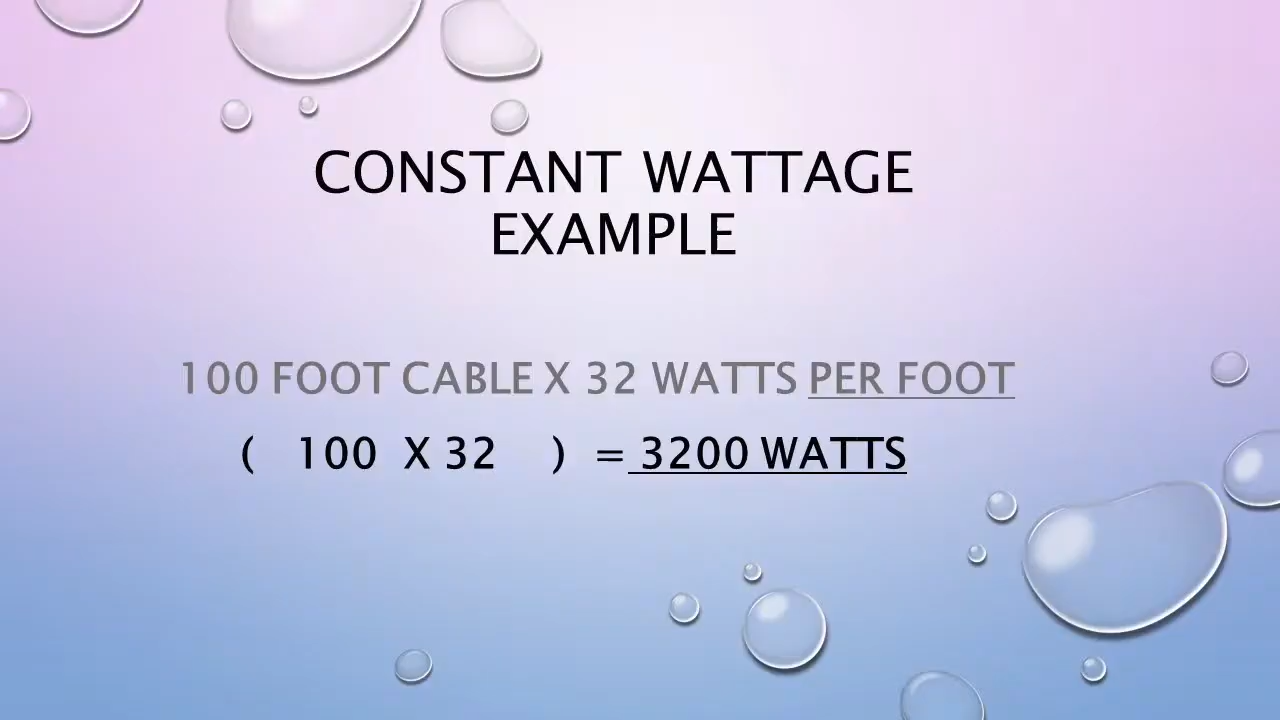 CONSTANT WATTAGE
EXAMPLE
100 FOOT CABLE X 32 WATTS PER FOOT
( 100 X 32 ) = 3200 WATTS